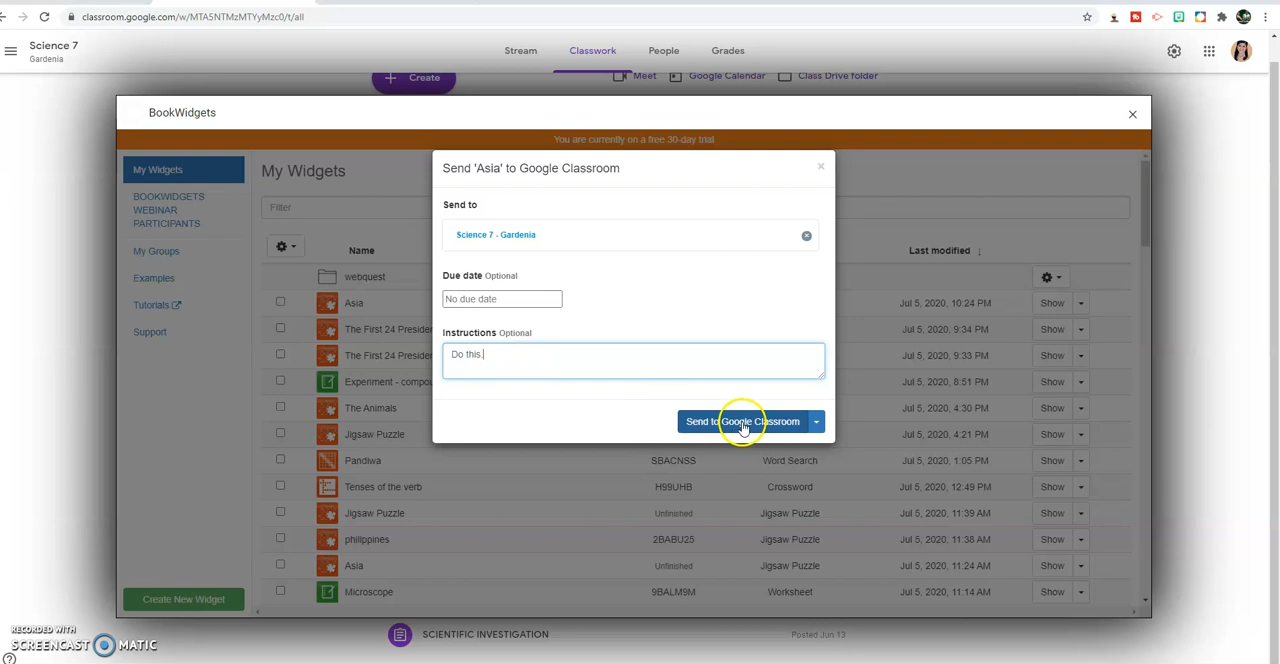 classroom.google.com/w/MTA5NTMzMTYyMzc0/t/all
Science 7
Gardenia
Stream
Classwork
People
Grades
Create
Meet
Google Calendar
Class Drive folder
BookWidgets
You are currently on a free 30-day trial
My Widgets
BOOKWIDGETS
WEBINAR
PARTICIPANTS
My Groups
Examples
Tutorials
Support
Create New Widget
My Widgets
Filter
Name
Last modified
webquest
Asia Jul 5, 2020, 10:24 PM Show
The First 24 Presiden Jul 5, 2020, 9:34 PM Show
The First 24 Presiden Jul 5, 2020, 9:33 PM Show
Experiment - compou Jul 5, 2020, 8:51 PM Show
The Animals Jul 5, 2020, 4:30 PM Show
Jigsaw Puzzle Jul 5, 2020, 4:21 PM Show
Pandiwa SBACNSS Word Search Jul 5, 2020, 1:05 PM Show
Tenses of the verb H99UHB Crossword Jul 5, 2020, 12:49 PM Show
Jigsaw Puzzle Unfinished Jigsaw Puzzle Jul 5, 2020, 11:39 AM Show
philippines 2BABU25 Jigsaw Puzzle Jul 5, 2020, 11:38 AM Show
Asia Unfinished Jigsaw Puzzle Jul 5, 2020, 11:24 AM Show
Microscope 9BALM9M Worksheet Jul 5, 2020, 11:14 AM Show
Send 'Asia' to Google Classroom
Send to
Science 7 - Gardenia
Due date Optional
No due date
Instructions Optional
Do this.
Send to Google Classroom
SCIENTIFIC INVESTIGATION
Posted Jun 13
RECORDED WITH
SCREENCAST MATIC